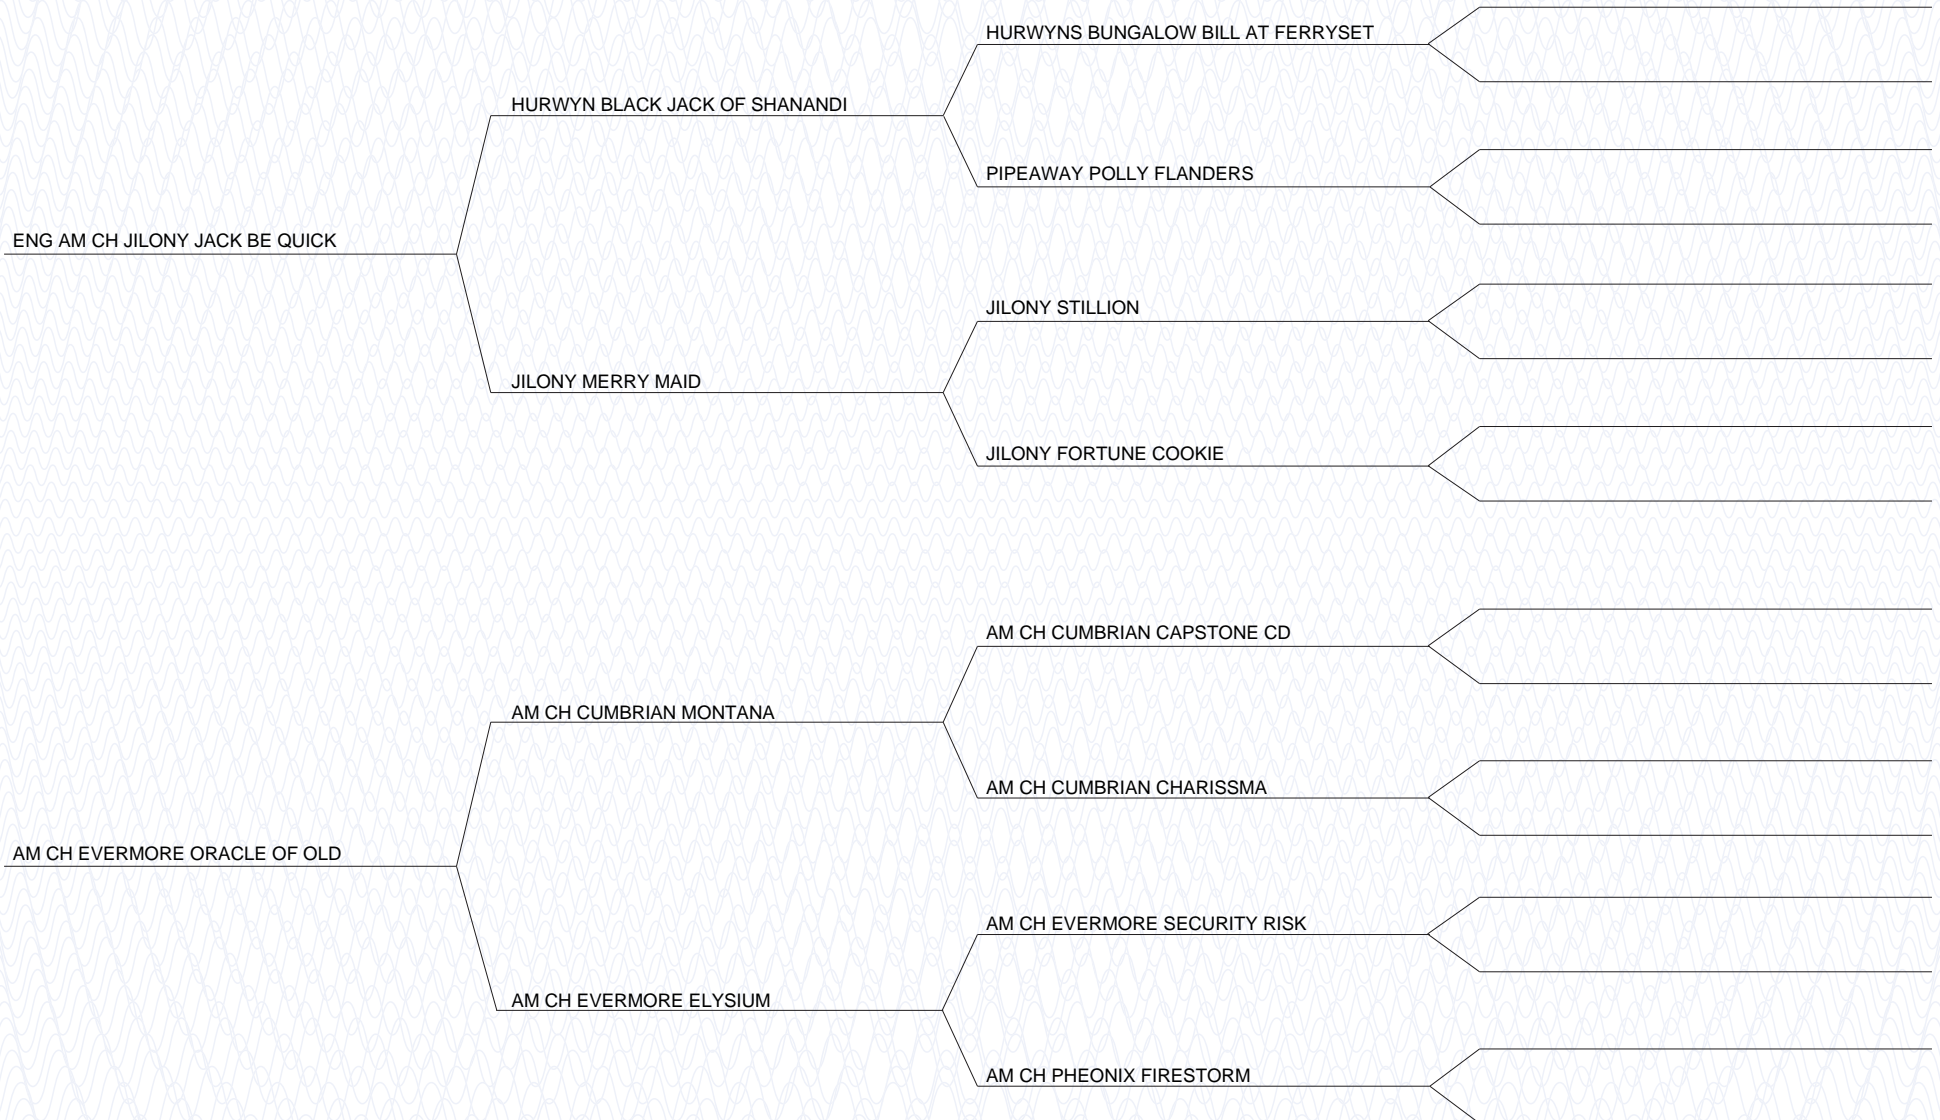 HURWYNS BUNGALOW BILL AT FERRYSET
HURWYN BLACK JACK OF SHANANDI
PIPEAWAY POLLY FLANDERS
ENG AM CH JILONY JACK BE QUICK
JILONY STILLION
JILONY MERRY MAID
JILONY FORTUNE COOKIE
AM CH CUMBRIAN CAPSTONE CD
AM CH CUMBRIAN MONTANA
AM CH CUMBRIAN CHARISSMA
AM CH EVERMORE ORACLE OF OLD
AM CH EVERMORE SECURITY RISK
AM CH EVERMORE ELYSIUM
AM CH PHEONIX FIRESTORM